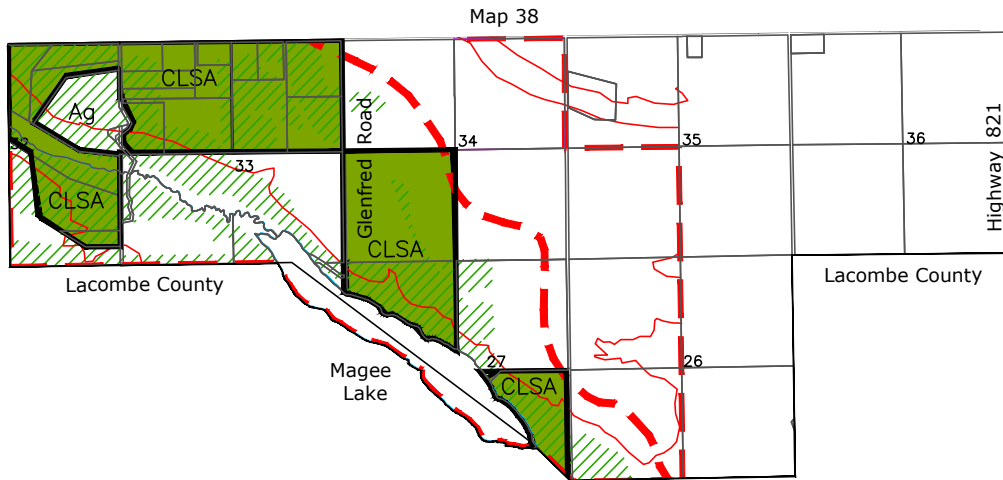 Map 38
CLSA
Ag
Road
34
35
36
Highway 821
32
33
CLSA
Glenfred
CLSA
Lacombe County
Lacombe County
Magee
Lake
27
26
CLSA